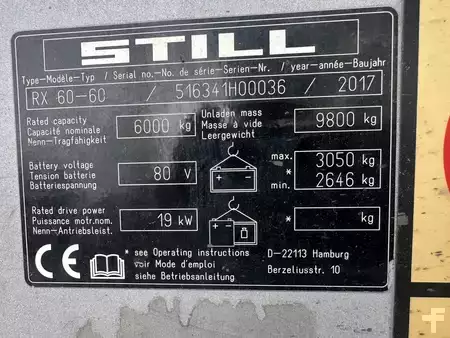 STILL
Type-Modèle-Typ / Serial no.-No. de série-Serien-Nr. / year-année-Baujahr
RX 60-60 / 516341H00036 / 2017
Rated capacity
Capacité nominale
Nenn-Tragfähigkeit
6000 kg
Unladen mass
Masse à vide
Leergewicht
9800 kg
Battery voltage
Tension batterie
Batteriespannung
80 V
max. 3050 kg
*
min. 2646 kg
Rated drive power
Puissance motr.nom.
Nenn-Antriebsleist.
19 kW
* kg
*
CE
* see Operating instructions
voir Mode d'emploi
siehe Betriebsanleitung
D-22113 Hamburg
Berzeliusstr. 10